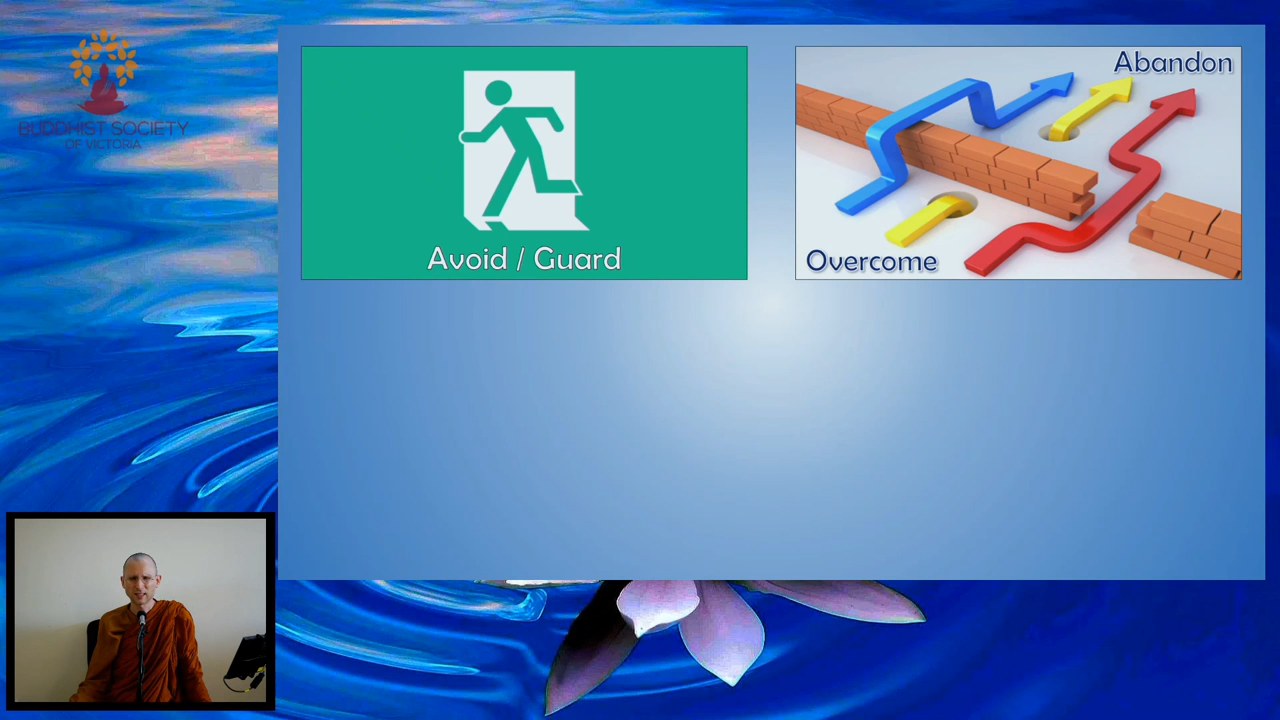 BUDDHIST SOCIETY
OF VICTORIA
Avoid / Guard
Abandon
Overcome